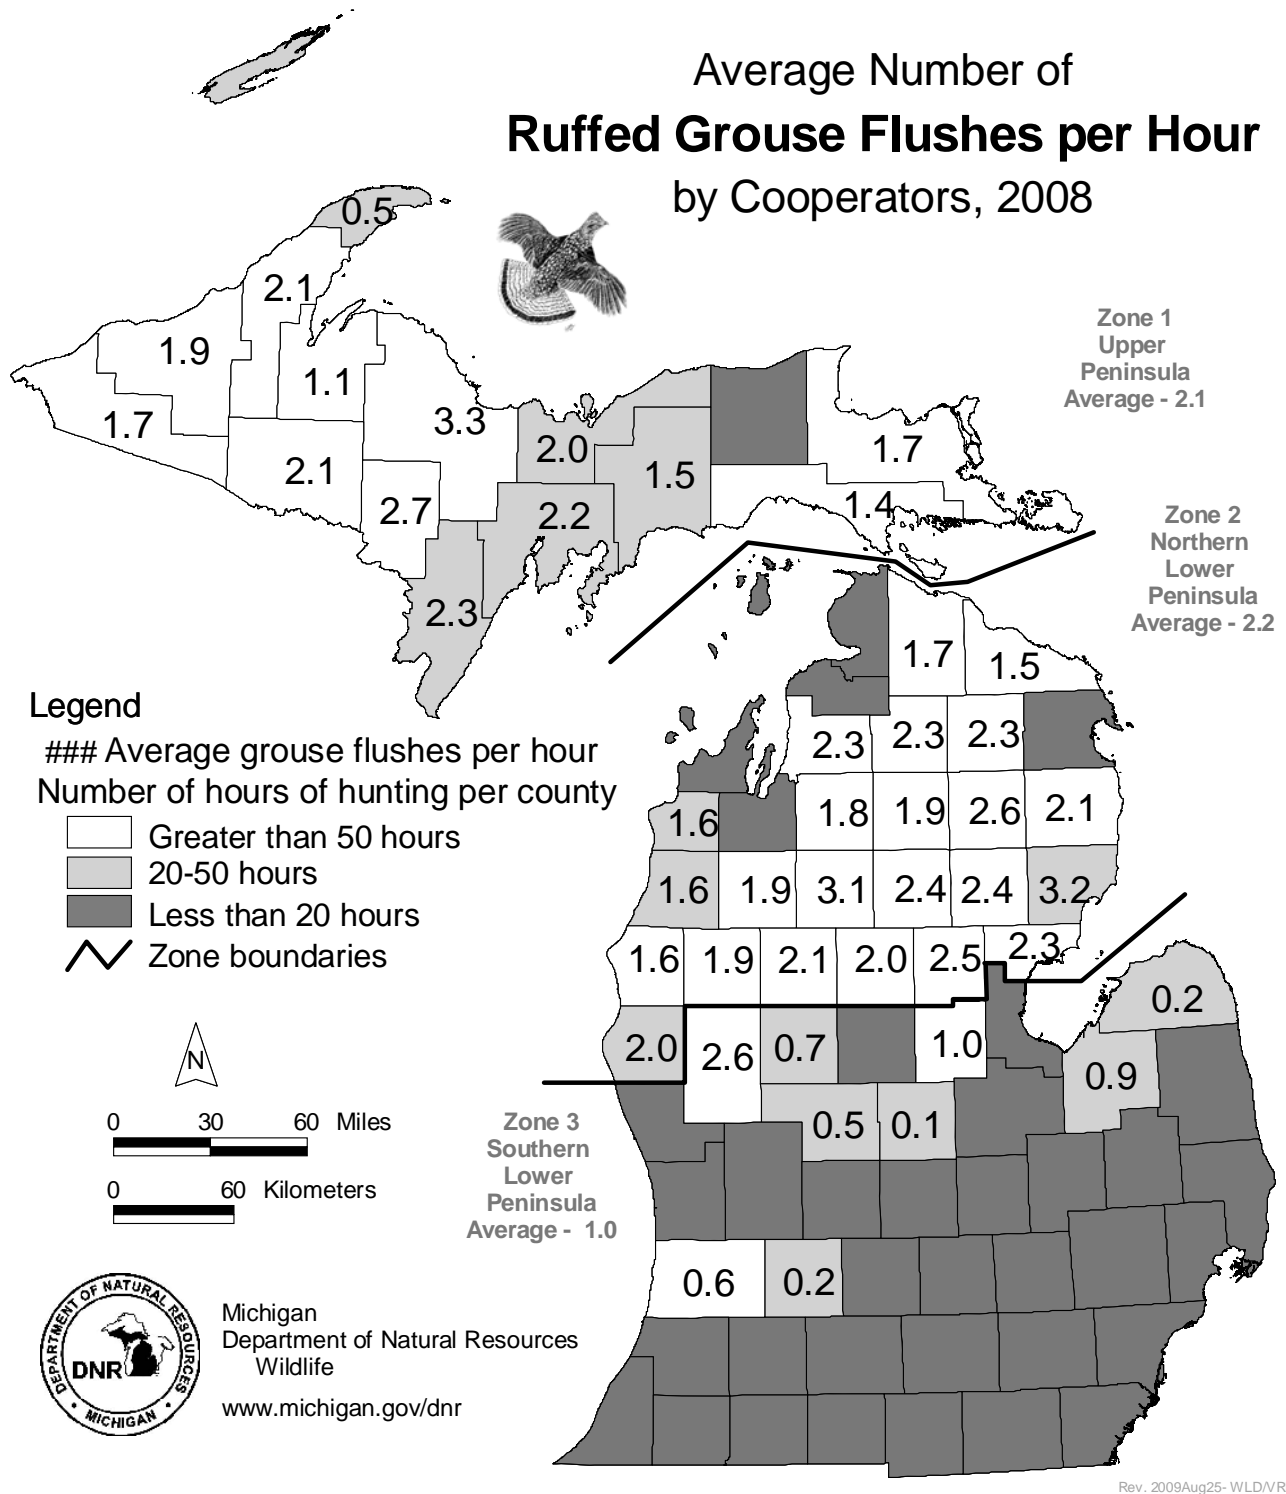 Average Number of
Ruffed Grouse Flushes per Hour
by Cooperators, 2008
0.5
2.1
1.9
1.1
1.7
3.3
2.1
2.0
1.5
1.7
2.7
2.2
1.4
2.3
Zone 1
Upper
Peninsula
Average - 2.1
Zone 2
Northern
Lower
Peninsula
Average - 2.2
1.7
1.5
2.3
2.3
2.3
1.6
1.8
1.9
2.6
2.1
1.6
1.9
3.1
2.4
2.4
3.2
1.6
1.9
2.1
2.0
2.5
2.3
2.0
2.6
0.7
1.0
0.2
0.9
0.5
0.1
0.6
0.2
Legend
### Average grouse flushes per hour
Number of hours of hunting per county
Greater than 50 hours
20-50 hours
Less than 20 hours
Zone boundaries
N
0 30 60 Miles
0 60 Kilometers
Zone 3
Southern
Lower
Peninsula
Average - 1.0
DEPARTMENT OF NATURAL RESOURCES
DNR
MICHIGAN
Michigan
Department of Natural Resources
Wildlife
www.michigan.gov/dnr
Rev. 2009Aug25- WLD/VR